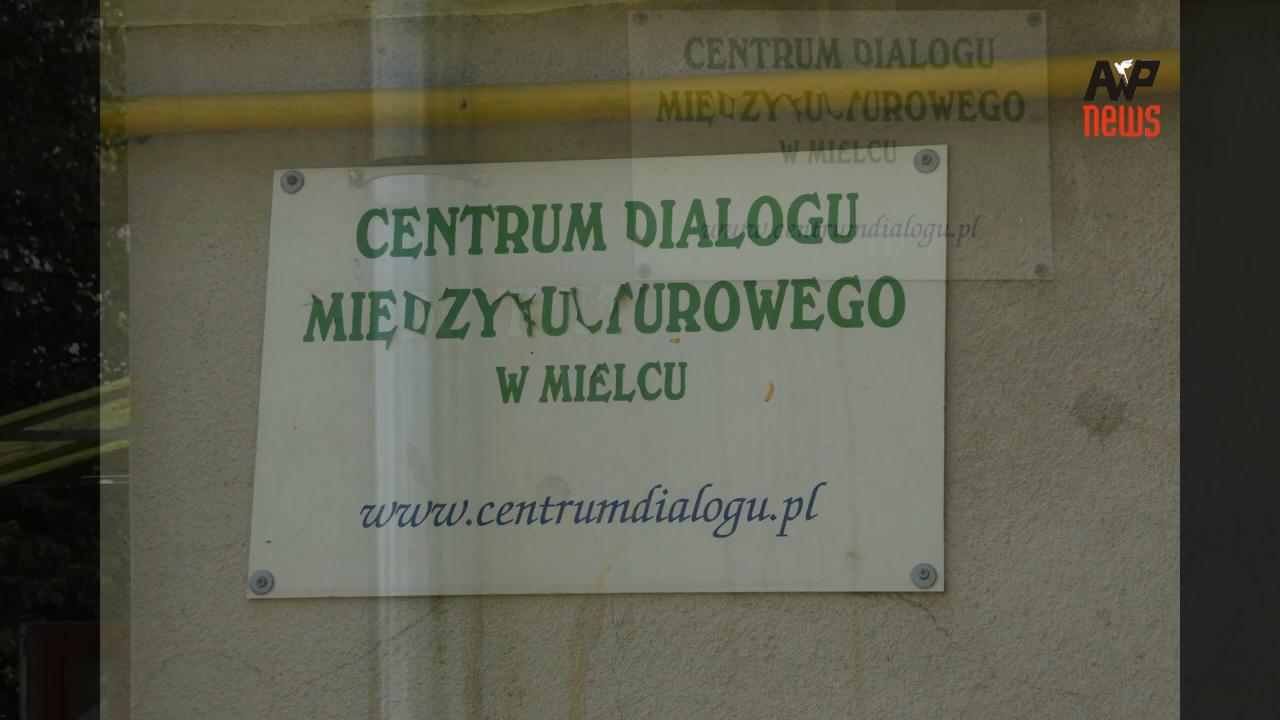 CENTRUM DIALOGU
MIĘDZYKULTUROWEGO
W MIELCU
www.centrumdialogu.pl
AWP
news
CENTRUM DIALOGU
MIĘDZYKULTUROWEGO
W MIELCU
www.centrumdialogu.pl